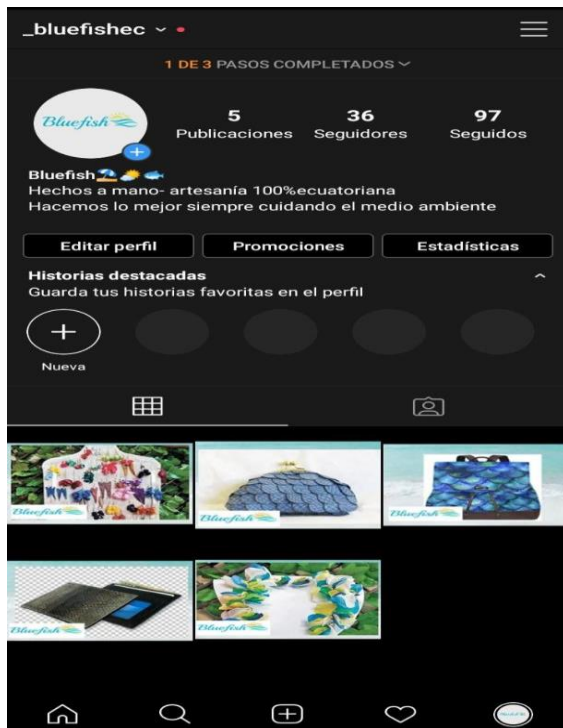 _bluefishec
1 DE 3 PASOS COMPLETADOS
Bluefish
5 36 97
Publicaciones Seguidores Seguidos
Bluefish
Hechos a mano- artesanía 100%ecuatoriana
Hacemos lo mejor siempre cuidando el medio ambiente
Editar perfil Promociones Estadísticas
Historias destacadas
Guarda tus historias favoritas en el perfil
Nueva
Bluefish Bluefish Bluefish
Bluefish Bluefish